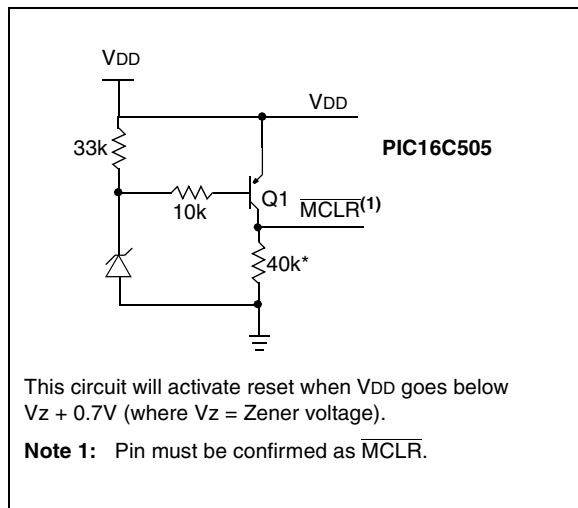 VDD
VDD
33k
PIC16C505
10k
Q1
MCLR(1)
40k*
This circuit will activate reset when VDD goes below
Vz + 0.7V (where Vz = Zener voltage).
Note 1: Pin must be confirmed as MCLR.